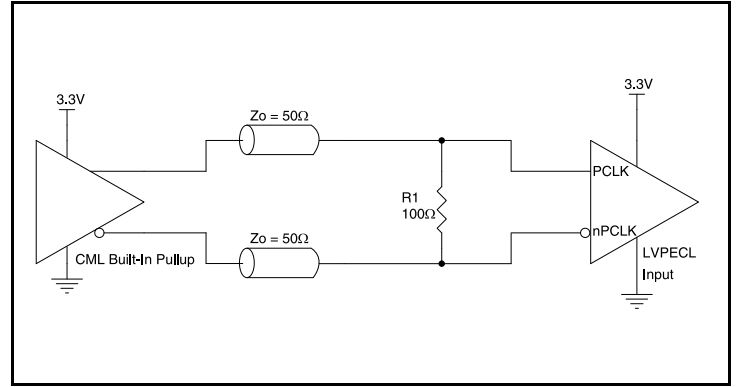 3.3V
3.3V
Zo = 50Ω
PCLK
R1
100Ω
nPCLK
Zo = 50Ω
CML Built-In Pullup
LVPECL
Input